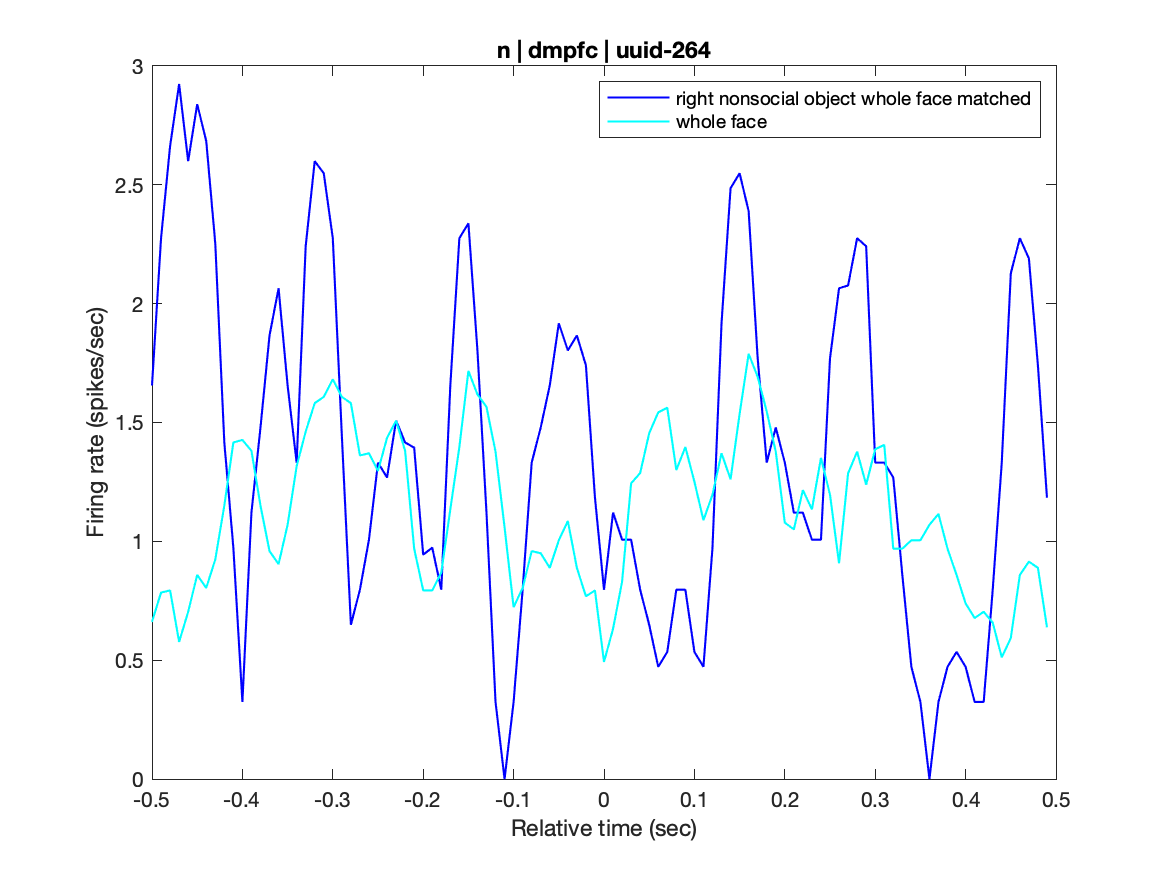 n | dmpfc | uuid-264
right nonsocial object whole face matched
whole face
Firing rate (spikes/sec)
3
2.5
2
1.5
1
0.5
0
-0.5 -0.4 -0.3 -0.2 -0.1 0 0.1 0.2 0.3 0.4 0.5
Relative time (sec)